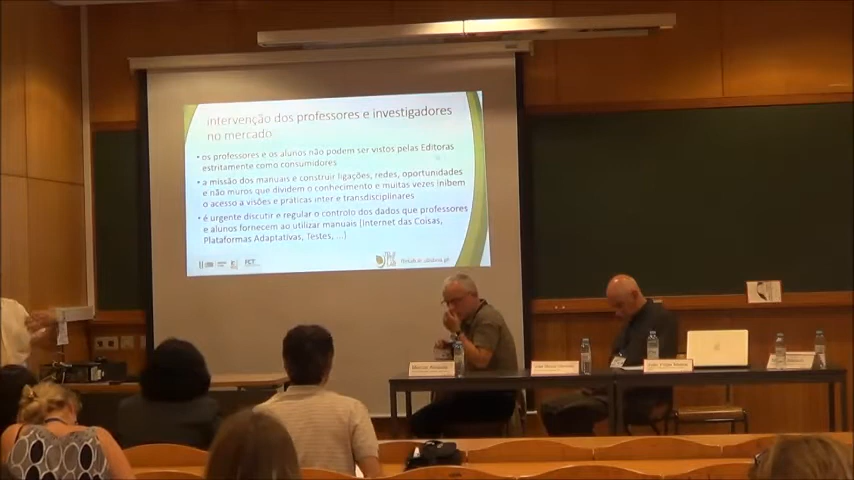 intervenção dos professores e investigadores
no mercado
• os professores e os alunos não podem ser vistos pelas Editoras
estritamente como consumidores
• a missão dos manuais é construir ligações, redes, oportunidades
e não muros que dividem o conhecimento e muitas vezes inibem
o acesso a visões e práticas inter e transdisciplinares
• é urgente discutir e regular o controlo dos dados que professores
e alunos fornecem ao utilizar manuais (Internet das Coisas,
Plataformas Adaptativas, Testes, ...)
FCT